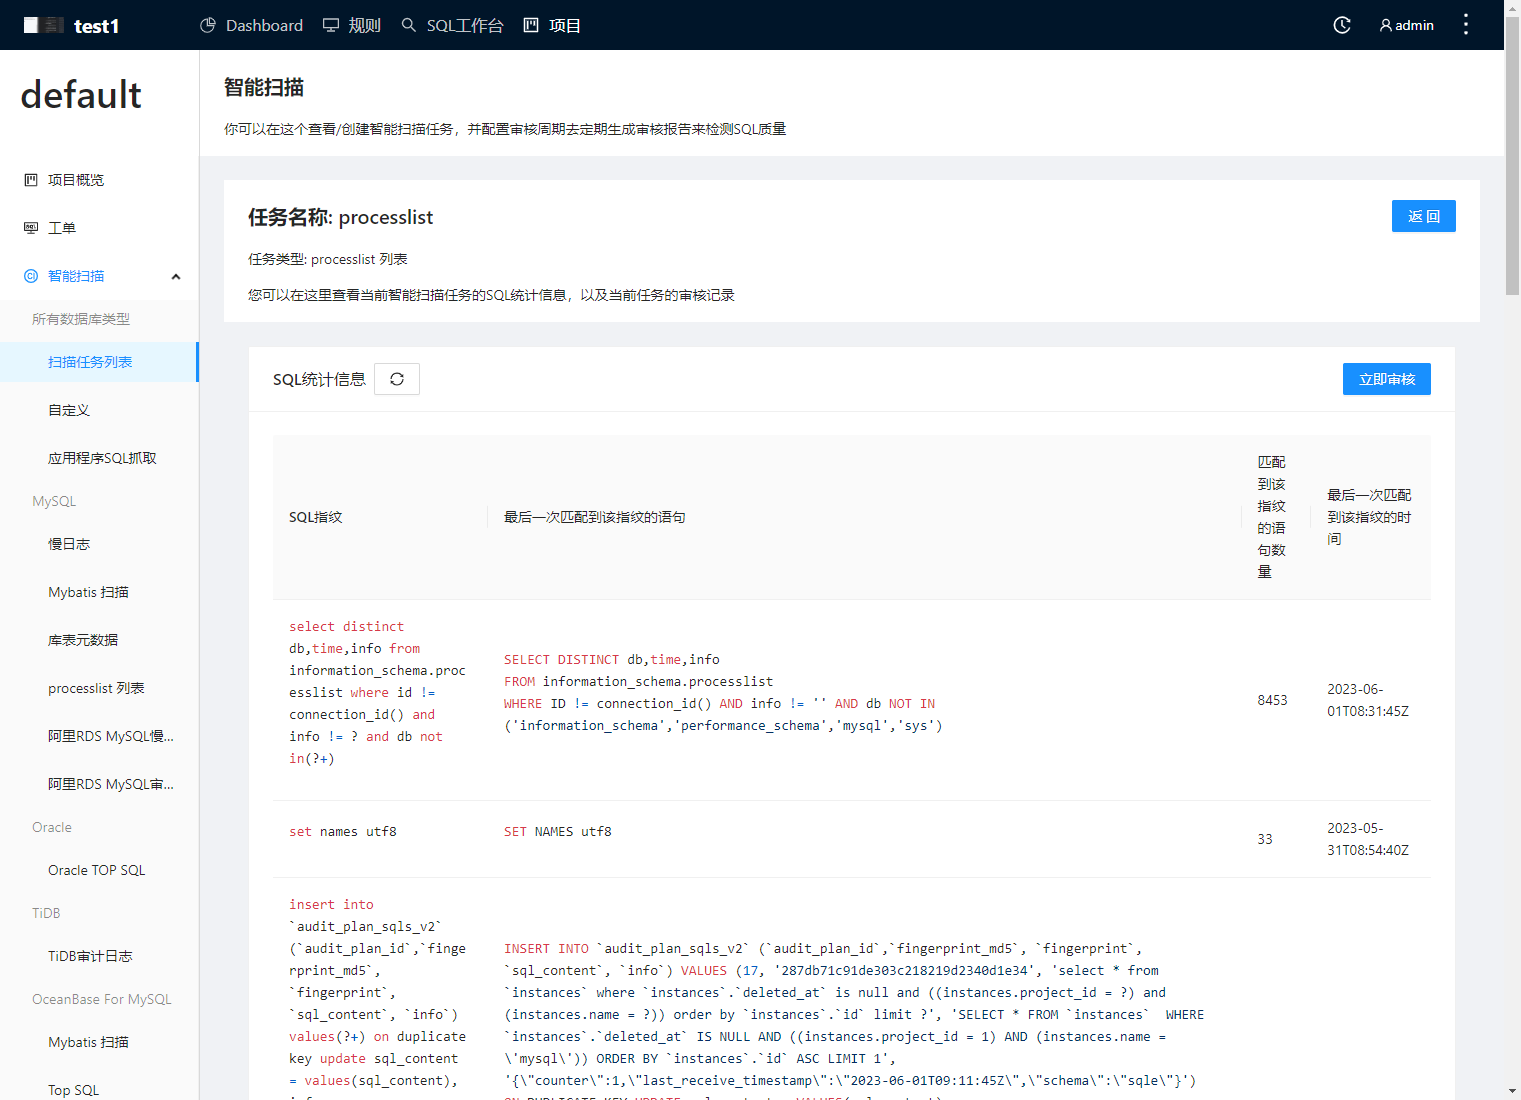 test1
Dashboard
规则
SQL工作台
项目
admin
default
项目概览
工单
智能扫描
所有数据库类型
扫描任务列表
自定义
应用程序SQL抓取
MySQL
慢日志
Mybatis 扫描
库表元数据
processlist 列表
阿里RDS MySQL慢...
阿里RDS MySQL审...
Oracle
Oracle TOP SQL
TiDB
TiDB审计日志
OceanBase For MySQL
Mybatis 扫描
Top SQL
智能扫描
你可以在这个查看/创建智能扫描任务，并配置审核周期去定期生成审核报告来检测SQL质量
任务名称: processlist
返 回
任务类型: processlist 列表
您可以在这里查看当前智能扫描任务的SQL统计信息，以及当前任务的审核记录
SQL统计信息
立即审核
SQL指纹
最后一次匹配到该指纹的语句
匹配
到该
指纹
的语
句数
量
最后一次匹配
到该指纹的时
间
select distinct
db,time,info from
information_schema.proc
esslist where id !=
connection_id() and
info != ? and db not
in(?+)
SELECT DISTINCT db,time,info
FROM information_schema.processlist
WHERE ID != connection_id() AND info != '' AND db NOT IN
('information_schema','performance_schema','mysql','sys')
8453
2023-06-
01T08:31:45Z
set names utf8
SET NAMES utf8
33
2023-05-
31T08:54:40Z
insert into
`audit_plan_sqls_v2`
(`audit_plan_id`,`finge
rprint_md5`,
`fingerprint`,
`sql_content`, `info`)
values(?+) on duplicate
key update sql_content
= values(sql_content),
INSERT INTO `audit_plan_sqls_v2` (`audit_plan_id`,`fingerprint_md5`, `fingerprint`,
`sql_content`, `info`) VALUES (17, '287db71c91de303c218219d2340d1e34', 'select * from
`instances` where `instances`.`deleted_at` is null and ((instances.project_id = ?) and
(instances.name = ?)) order by `instances`.`id` limit ?', 'SELECT * FROM `instances`  WHERE
`instances`.`deleted_at` IS NULL AND ((instances.project_id = 1) AND (instances.name =
\'mysql\')) ORDER BY `instances`.`id` ASC LIMIT 1',
'{\"counter\":1,\"last_receive_timestamp\":\"2023-06-01T09:11:45Z\",\"schema\":\"sqle\"}')